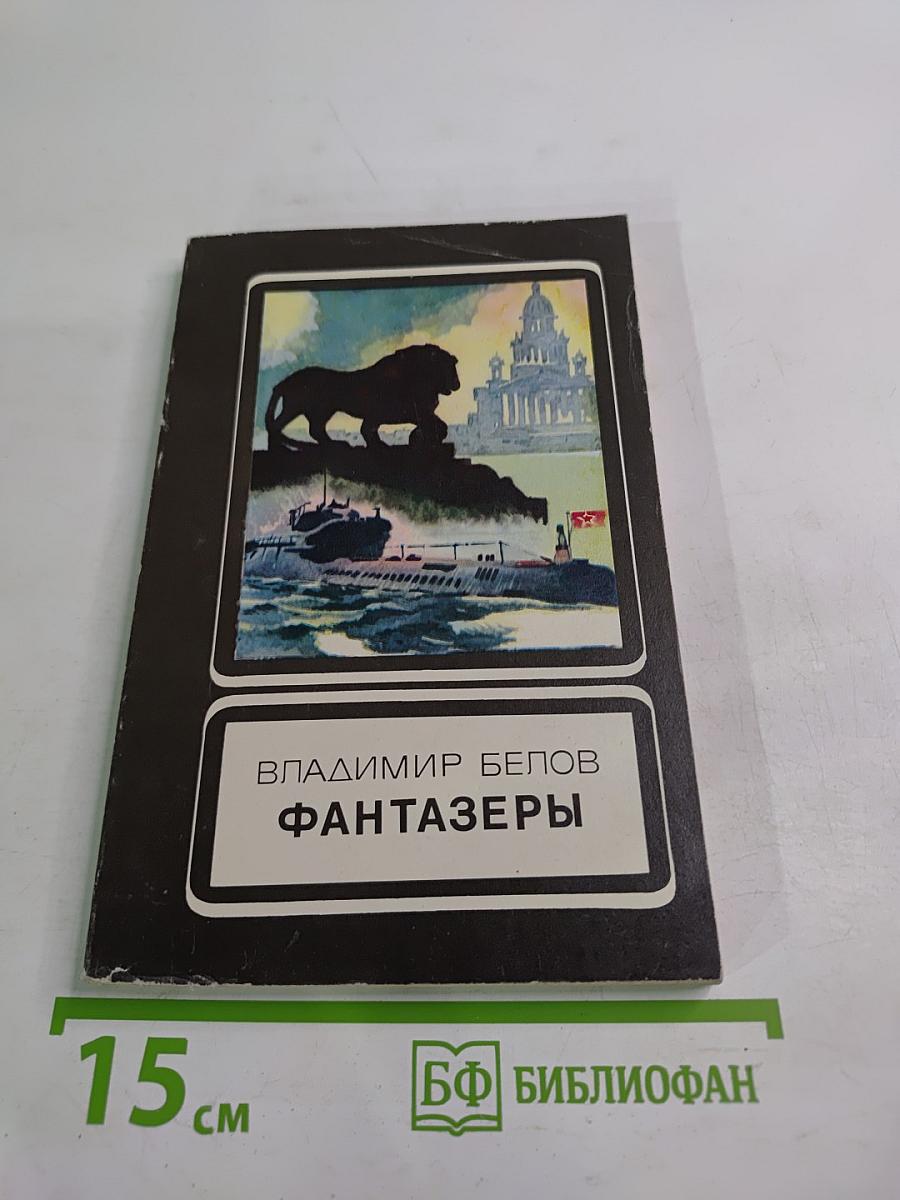 ВЛАДИМИР БЕЛОВ
ФАНТАЗЕРЫ
15 см
БФ БИБЛИОФАН